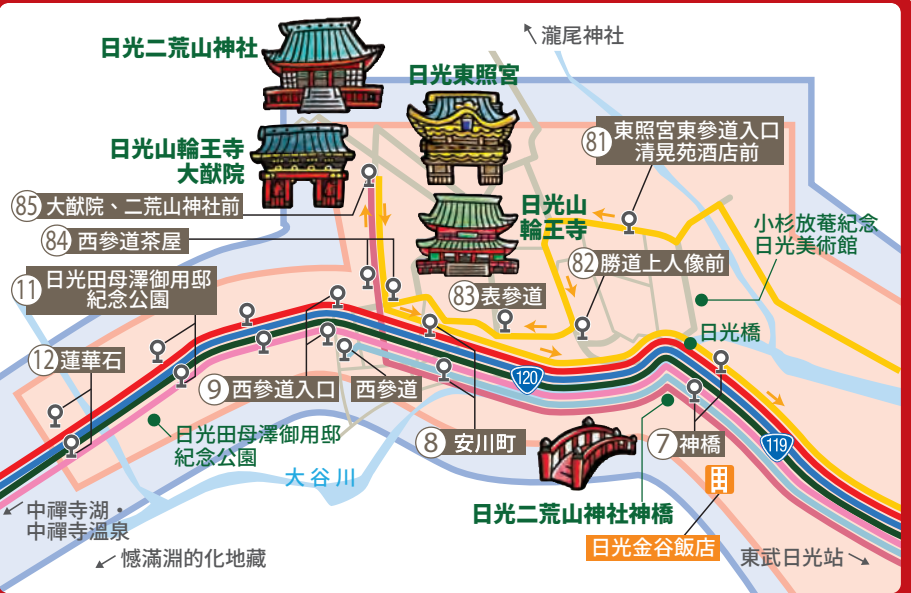 瀧尾神社
日光二荒山神社
日光東照宮
日光山輪王寺
大猷院
81 東照宮東參道入口
清晃苑酒店前
85 大猷院、二荒山神社前
日光山
輪王寺
小杉放菴紀念
日光美術館
84 西參道茶屋
82 勝道上人像前
11 日光田母澤御用邸
紀念公園
83 表參道
日光橋
12 蓮華石
9 西參道入口
西參道
120
8 安川町
7 神橋
119
日光田母澤御用邸
紀念公園
大谷川
日光二荒山神社神橋
中禪寺湖・
中禪寺溫泉
日光金谷飯店
憾滿淵的化地藏
東武日光站